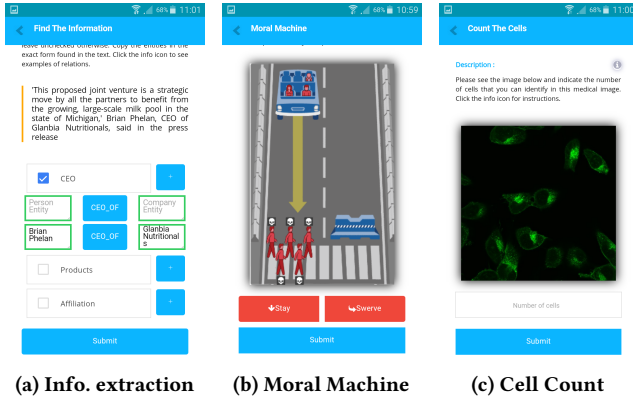 68% 11:01
Find The Information
leave unchecked otherwise. Copy the entities in the
exact form found in the text. Click the info icon to see
examples of relations.
'This proposed joint venture is a strategic
move by all the partners to benefit from
the growing, large-scale milk pool in the
state of Michigan,' Brian Phelan, CEO of
Glanbia Nutritionals, said in the press
release
CEO +
Person
Entity
CEO_OF
Company
Entity
Brian
Phelan
CEO_OF
Glanbia
Nutritional
s
Products +
Affiliation +
Submit
(a) Info. extraction
68% 10:59
Moral Machine
Stay
Swerve
Submit
(b) Moral Machine
68% 11:00
Count The Cells
Description :
Please see the image below and indicate the number
of cells that you can identify in this medical image.
Click the info icon for instructions.
Number of cells
Submit
(c) Cell Count